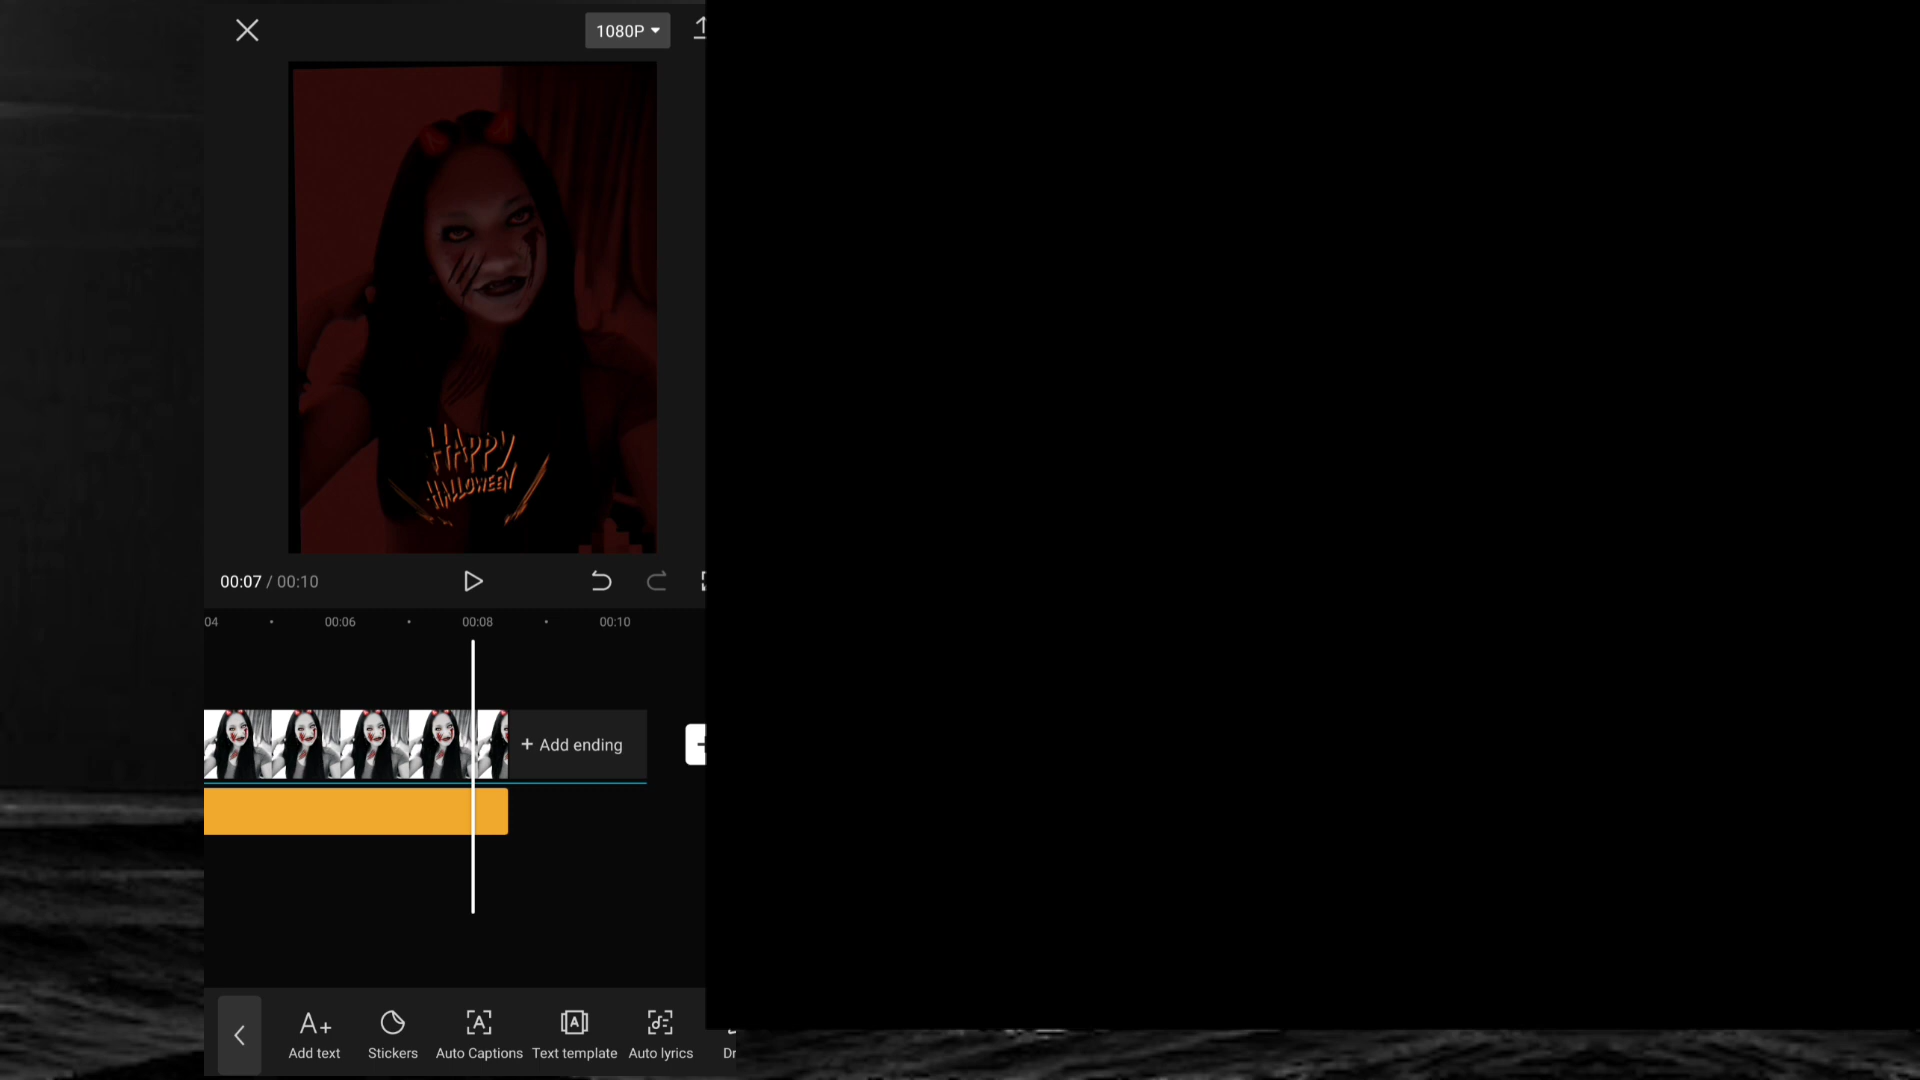 1080P
HAPPY
HALLOWEEN
00:07 / 00:10
04 00:06 00:08 00:10
+ Add ending
Add text Stickers Auto Captions Text template Auto lyrics Dr